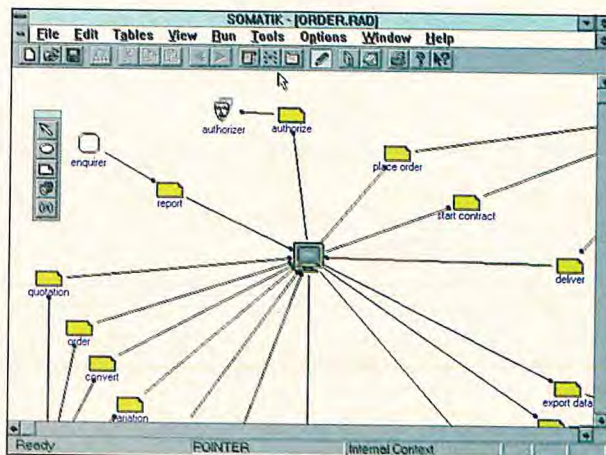 SOMATIK - [ORDER.RAD]
File Edit Tables View Run Tools Options Window Help
authorizer
authorize
enquirer
place order
report
start contract
quotation
deliver
order
convert
variation
export data
Ready POINTER Internal Context